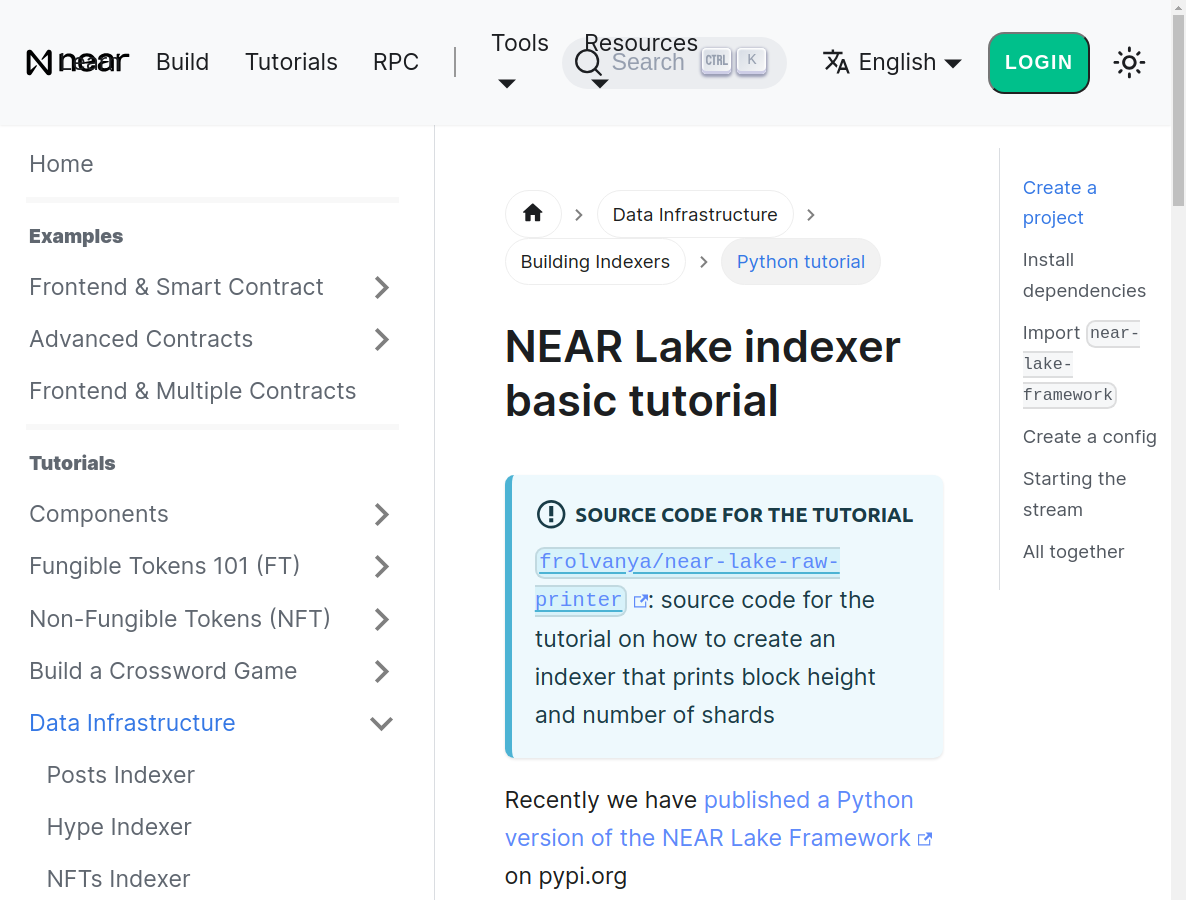 near
Learn
Build
Tutorials
RPC
Tools
Resources
Search
CTRL
K
English
LOGIN
Home
Examples
Frontend & Smart Contract
Advanced Contracts
Frontend & Multiple Contracts
Tutorials
Components
Fungible Tokens 101 (FT)
Non-Fungible Tokens (NFT)
Build a Crossword Game
Data Infrastructure
Posts Indexer
Hype Indexer
NFTs Indexer
Data Infrastructure
Building Indexers
Python tutorial
NEAR Lake indexer
basic tutorial
SOURCE CODE FOR THE TUTORIAL
frolvanya/near-lake-raw-
printer : source code for the
tutorial on how to create an
indexer that prints block height
and number of shards
Recently we have published a Python
version of the NEAR Lake Framework
on pypi.org
Create a
project
Install
dependencies
Import near-
lake-
framework
Create a config
Starting the
stream
All together